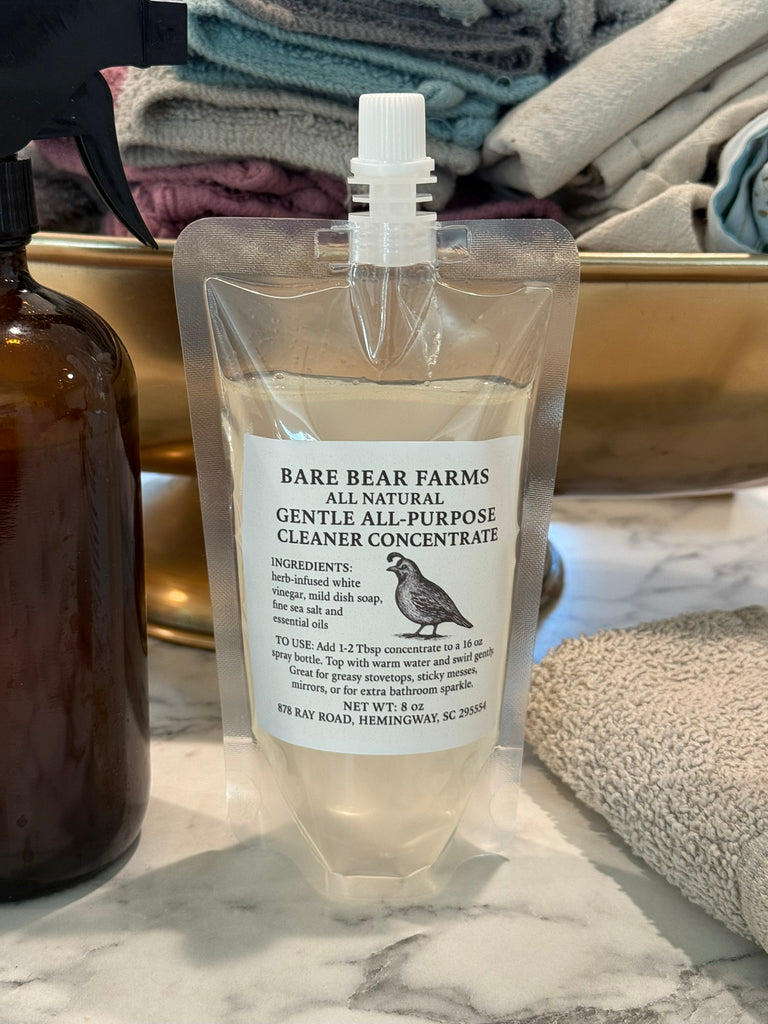 BARE BEAR FARMS
ALL NATURAL
GENTLE ALL-PURPOSE
CLEANER CONCENTRATE
INGREDIENTS:
herb-infused white
vinegar, mild dish soap,
fine sea salt and
essential oils
TO USE: Add 1-2 Tbsp concentrate to a 16 oz
spray bottle. Top with warm water and swirl gently.
Great for greasy stovetops, sticky messes,
mirrors, or for extra bathroom sparkle.
NET WT: 8 oz
878 RAY ROAD, HEMINGWAY, SC 295554